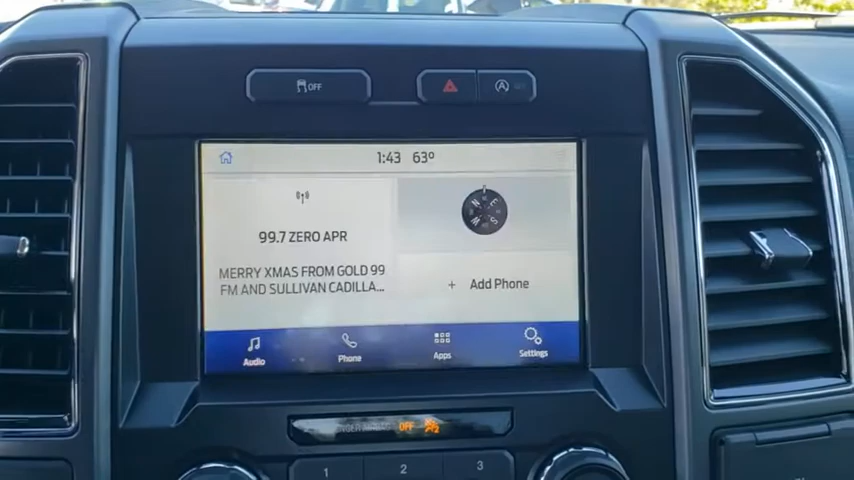 OFF
1:43 63°
99.7 ZERO APR
MERRY XMAS FROM GOLD 99
FM AND SULLIVAN CADILLA...
N E S W
+ Add Phone
Audio Phone Apps Settings
AIRBAG OFF
1 2 3